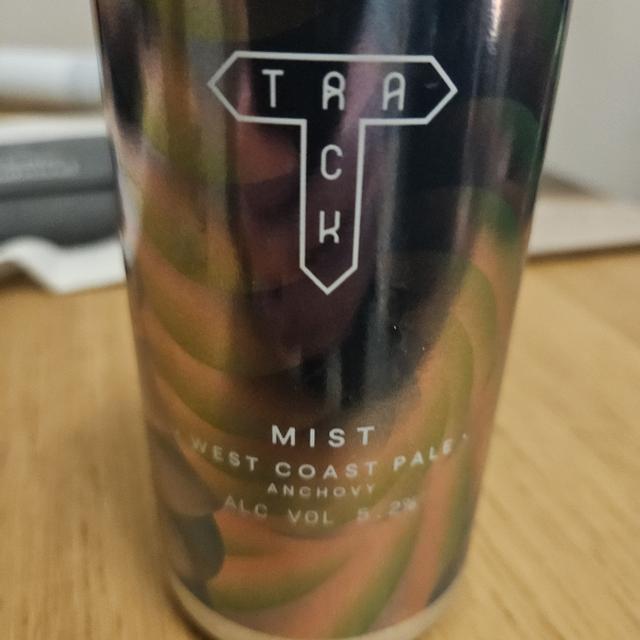 TRA
C
K
MIST
WEST COAST PALE
ANCHOVY
ALC VOL 5.2%